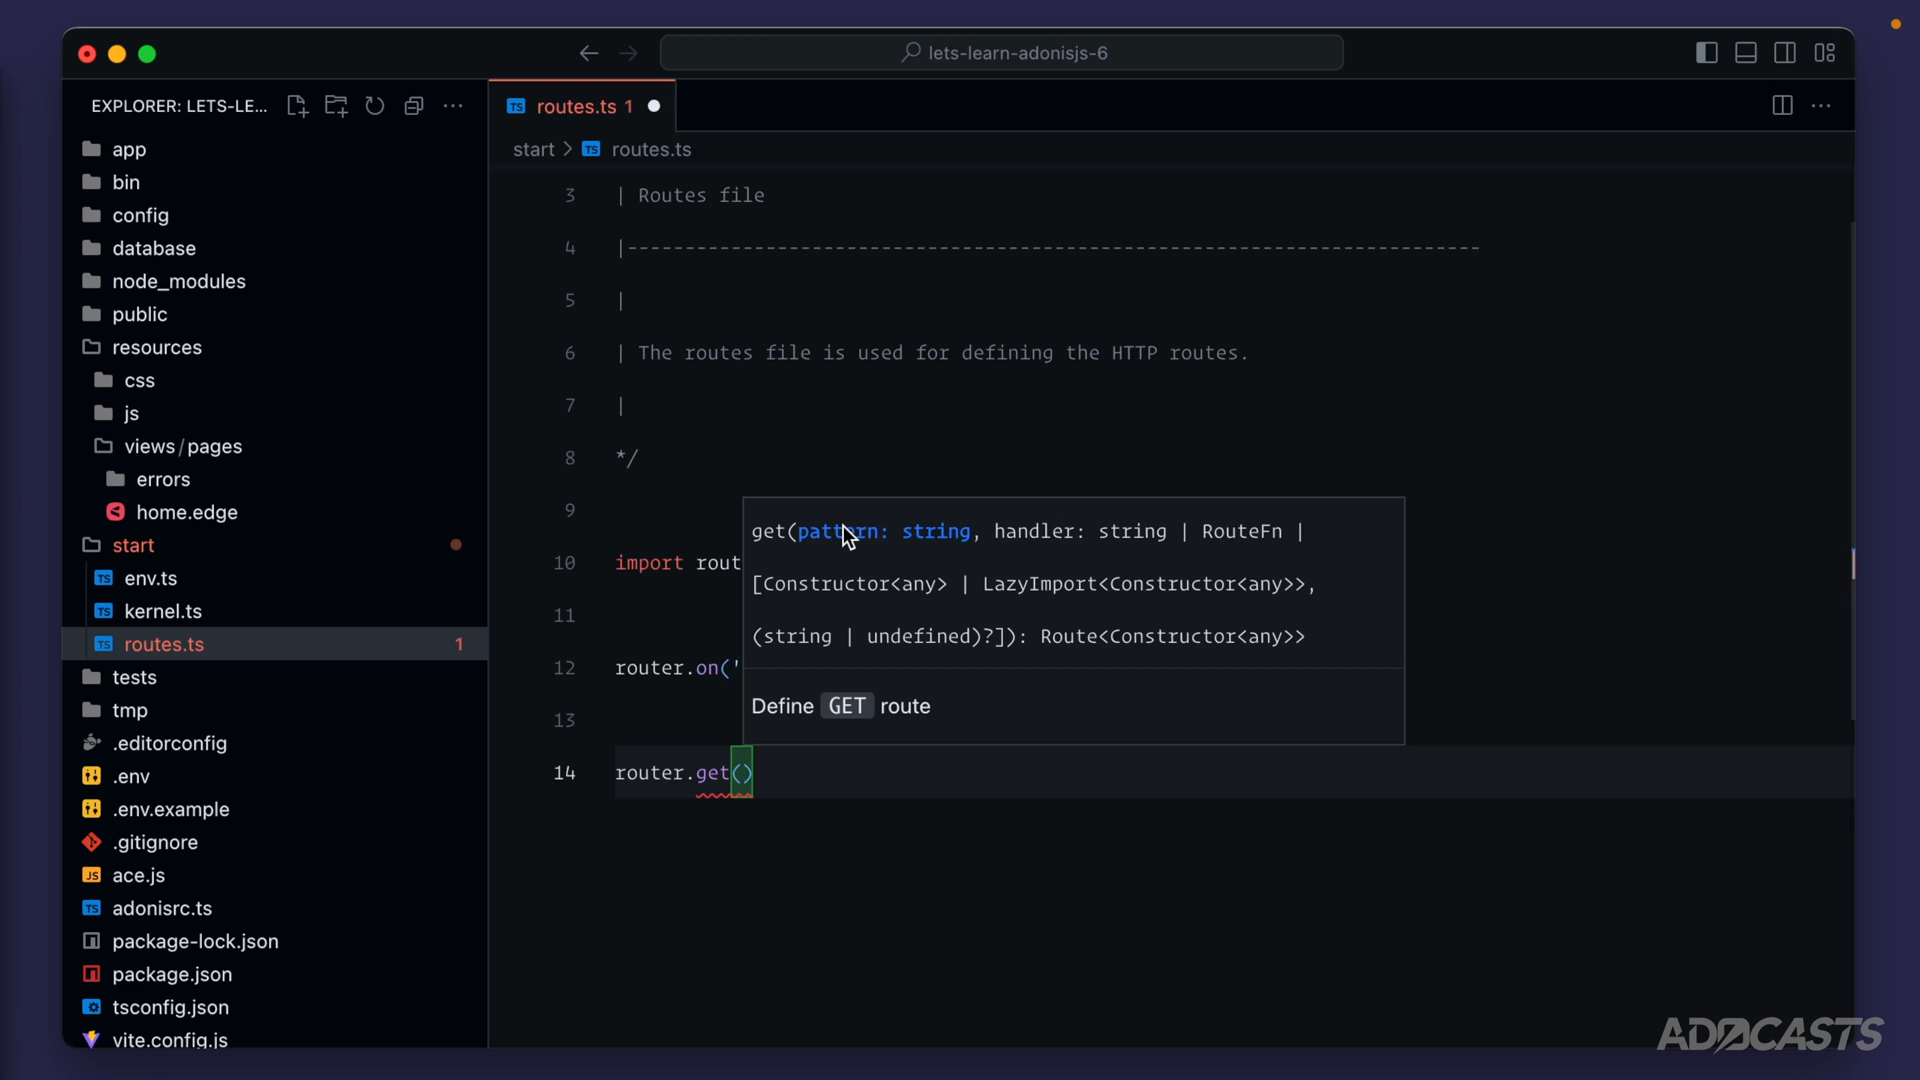 lets-learn-adonisjs-6
EXPLORER: LETS-LE...
app
bin
config
database
node_modules
public
resources
css
js
views/pages
errors
home.edge
start
env.ts
kernel.ts
routes.ts 1
tests
tmp
.editorconfig
.env
.env.example
.gitignore
ace.js
adonisrc.ts
package-lock.json
package.json
tsconfig.json
vite.config.js
routes.ts 1
start > TS routes.ts
3 | Routes file
4 |--------------------------------------------------------------------------
5 |
6 | The routes file is used for defining the HTTP routes.
7 |
8 */
9
10 import rout
11
12 router.on('
13
14 router.get()
get(pattern: string, handler: string | RouteFn |
[Constructor<any> | LazyImport<Constructor<any>>,
(string | undefined)?]): Route<Constructor<any>>
Define GET route
ADOCASTS